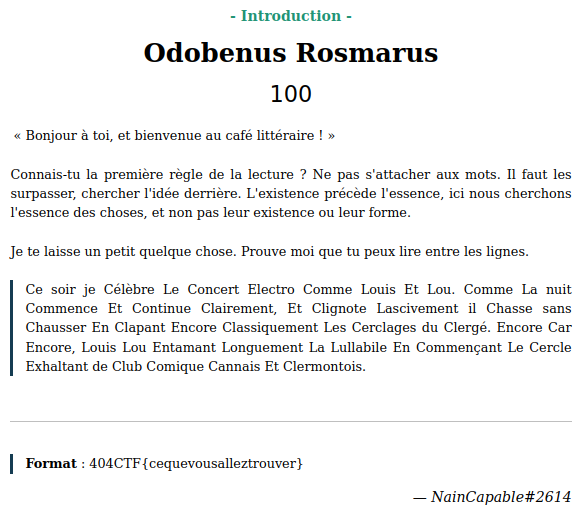 - Introduction -
Odobenus Rosmarus
100
« Bonjour à toi, et bienvenue au café littéraire ! »
Connais-tu la première règle de la lecture ? Ne pas s'attacher aux mots. Il faut les
surpasser, chercher l'idée derrière. L'existence précède l'essence, ici nous cherchons
l'essence des choses, et non pas leur existence ou leur forme.
Je te laisse un petit quelque chose. Prouve moi que tu peux lire entre les lignes.
Ce soir je Célèbre Le Concert Electro Comme Louis Et Lou. Comme La nuit
Commence Et Continue Clairement, Et Clignote Lascivement il Chasse sans
Chausser En Clapant Encore Classiquement Les Cerclages du Clergé. Encore Car
Encore, Louis Lou Entamant Longuement La Lullabile En Commençant Le Cercle
Exhaltant de Club Comique Cannais Et Clermontois.
Format : 404CTF{cequevousalleztrouver}
— NainCapable#2614